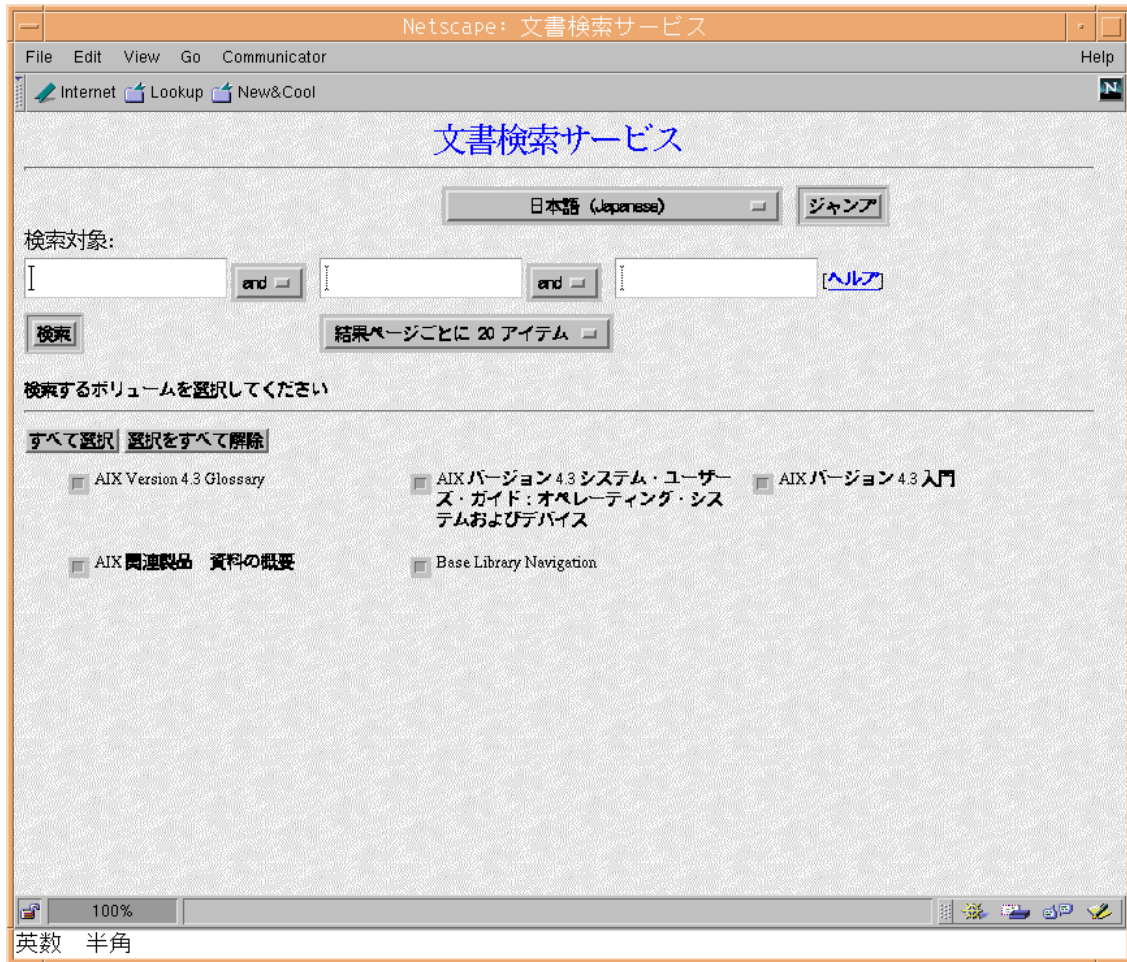 Netscape: 文書検索サービス
File Edit View Go Communicator Help
Internet Lookup New&Cool N
文書検索サービス
日本語 (Japanese) ジャンプ
検索対象:
and and [ヘルプ]
検索 結果ページごとに 20 アイテム
検索するボリュームを選択してください
すべて選択 選択をすべて解除
AIX Version 4.3 Glossary
AIX バージョン 4.3 システム・ユーザー
ズ・ガイド : オペレーティング・シス
テムおよびデバイス
AIX バージョン 4.3 入門
AIX 関連製品 資料の概要
Base Library Navigation
100%
英数 半角